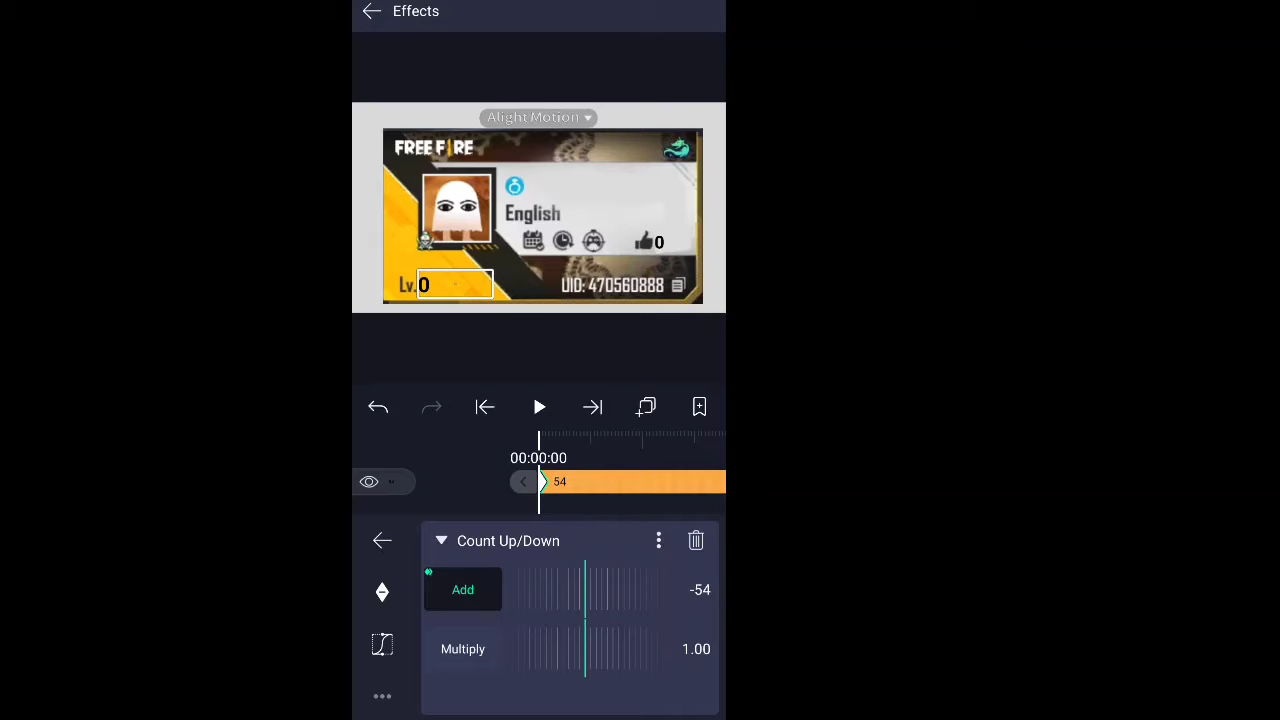 Effects
Alight Motion
FREE FIRE
English
0
Lv.0
UID: 470560888
00:00:00
54
Count Up/Down
Add -54
Multiply 1.00